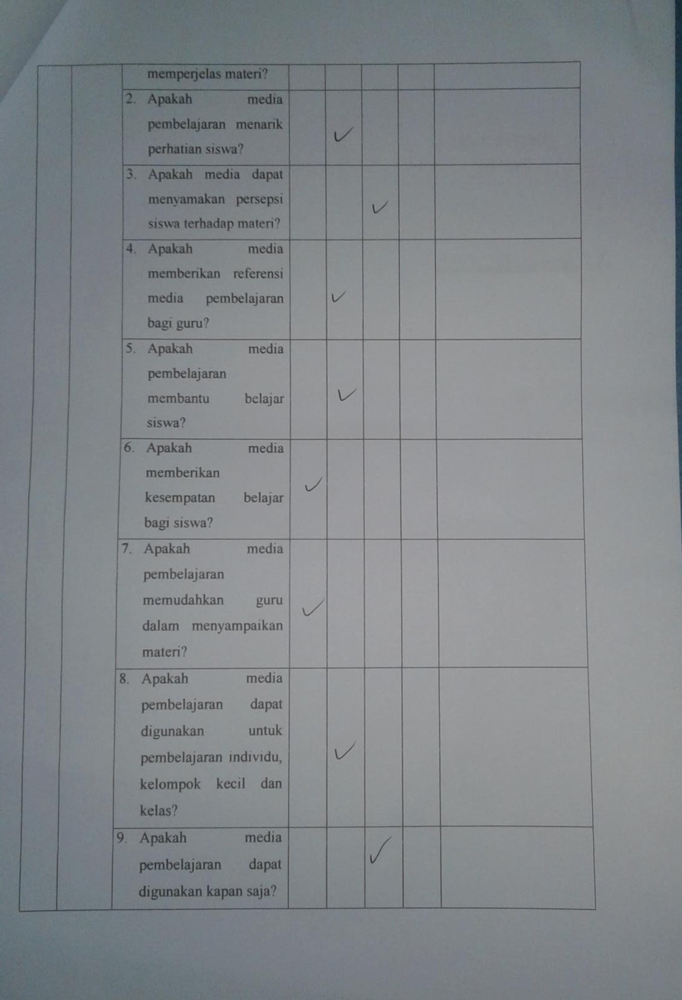 memperjelas materi?
2. Apakah media
pembelajaran menarik
perhatian siswa?
3. Apakah media dapat
menyamakan persepsi
siswa terhadap materi?
4. Apakah media
memberikan referensi
media pembelajaran
bagi guru?
5. Apakah media
pembelajaran
membantu belajar
siswa?
6. Apakah media
memberikan
kesempatan belajar
bagi siswa?
7. Apakah media
pembelajaran
memudahkan guru
dalam menyampaikan
materi?
8. Apakah media
pembelajaran dapat
digunakan untuk
pembelajaran individu,
kelompok kecil dan
kelas?
9. Apakah media
pembelajaran dapat
digunakan kapan saja?